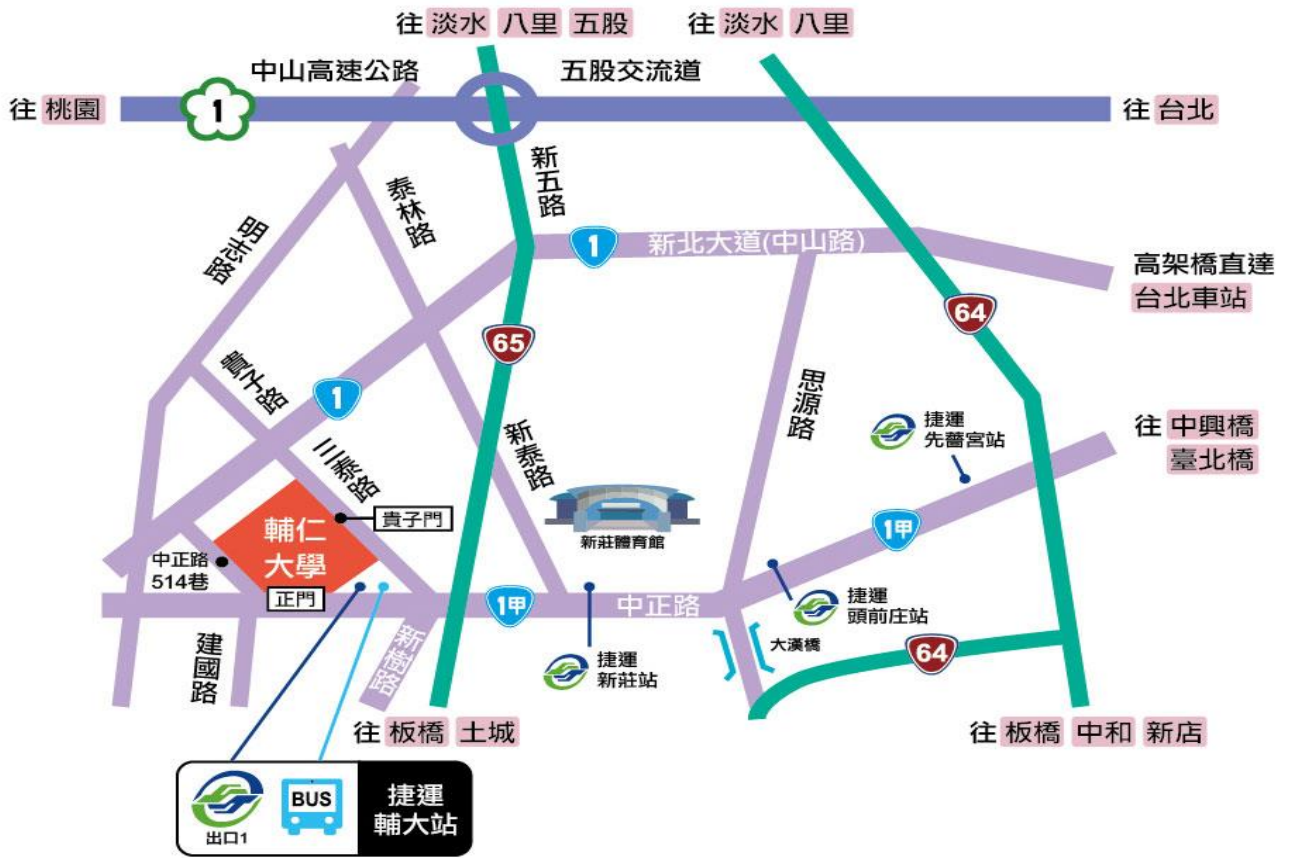 往 淡水 八里 五股
往 淡水 八里
中山高速公路
五股交流道
往 桃園
1
往 台北
新五路
泰林路
明志路
1
新北大道(中山路)
高架橋直達
台北車站
64
65
貴子路
1
思源路
捷運
先嗇宮站
往 中興橋
臺北橋
三泰路
新泰路
貴子門
輔仁
大學
新莊體育館
1甲
中正路
514巷
正門
1甲
中正路
捷運
頭前庄站
建國路
新樹路
捷運
新莊站
大漢橋
64
往 板橋 土城
往 板橋 中和 新店
BUS
出口1
捷運
輔大站